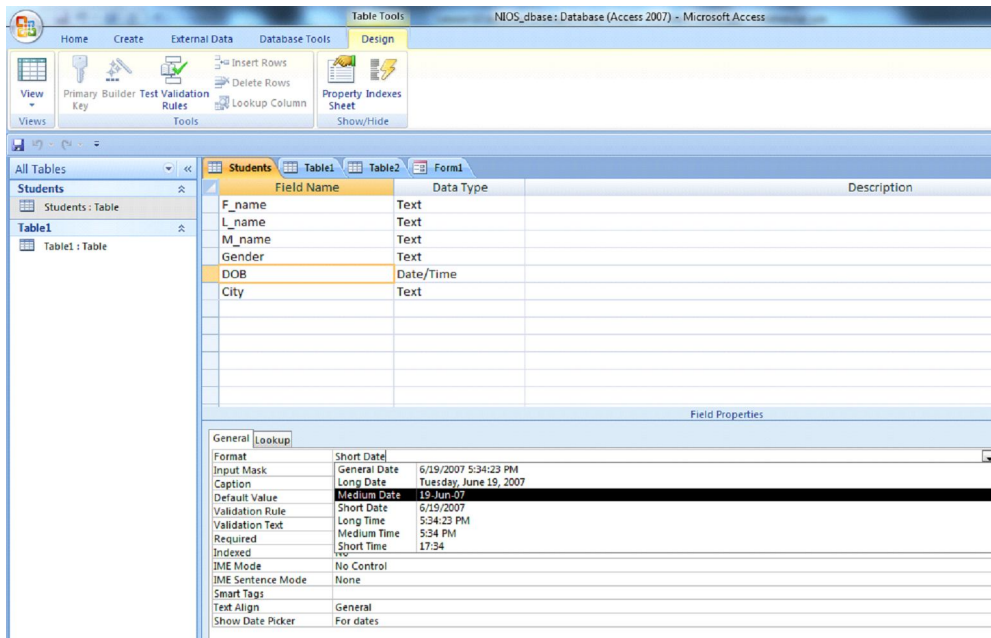 Table Tools NIOS_dbase : Database (Access 2007) - Microsoft Access
Home Create External Data Database Tools Design
View
Primary Key
Builder
Test Validation Rules
Insert Rows
Delete Rows
Lookup Column
Property Sheet
Indexes
Views Tools Show/Hide
All Tables
Students
Students : Table
Table1
Table1 : Table
Students Table1 Table2 Form1
Field Name Data Type Description
F_name Text
L_name Text
M_name Text
Gender Text
DOB Date/Time
City Text
Field Properties
General Lookup
Format Short Date
Input Mask
Caption
Default Value
Validation Rule
Validation Text
Required
Indexed No
General Date 6/19/2007 5:34:23 PM
Long Date Tuesday, June 19, 2007
Medium Date 19-Jun-07
Short Date 6/19/2007
Long Time 5:34:23 PM
Medium Time 5:34 PM
Short Time 17:34
IME Mode No Control
IME Sentence Mode None
Smart Tags
Text Align General
Show Date Picker For dates